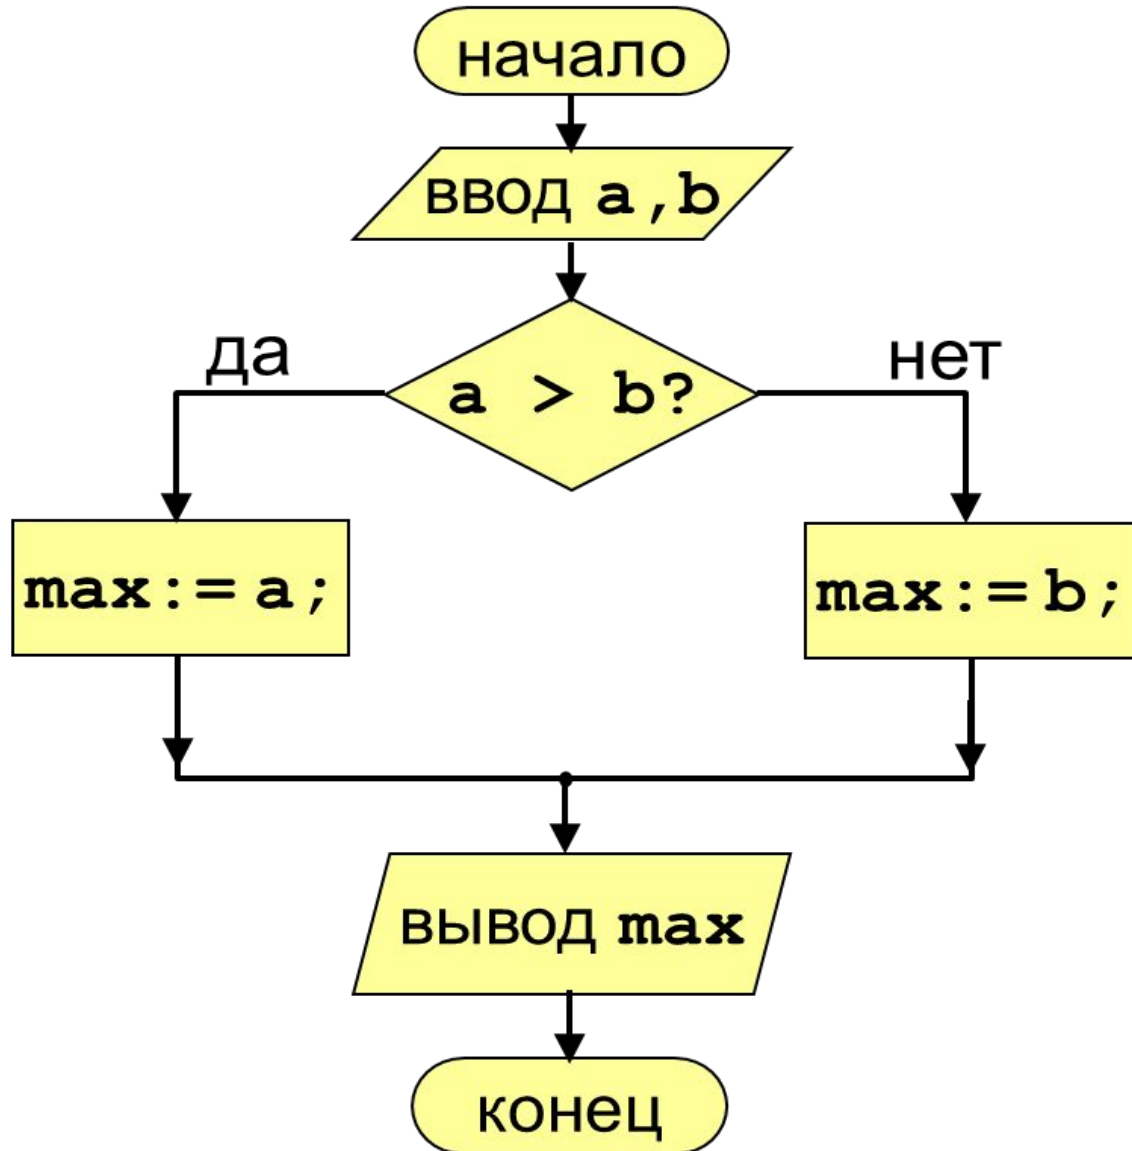 начало
ввод a,b
да
нет
a > b?
max:= a;
max:= b;
вывод max
конец